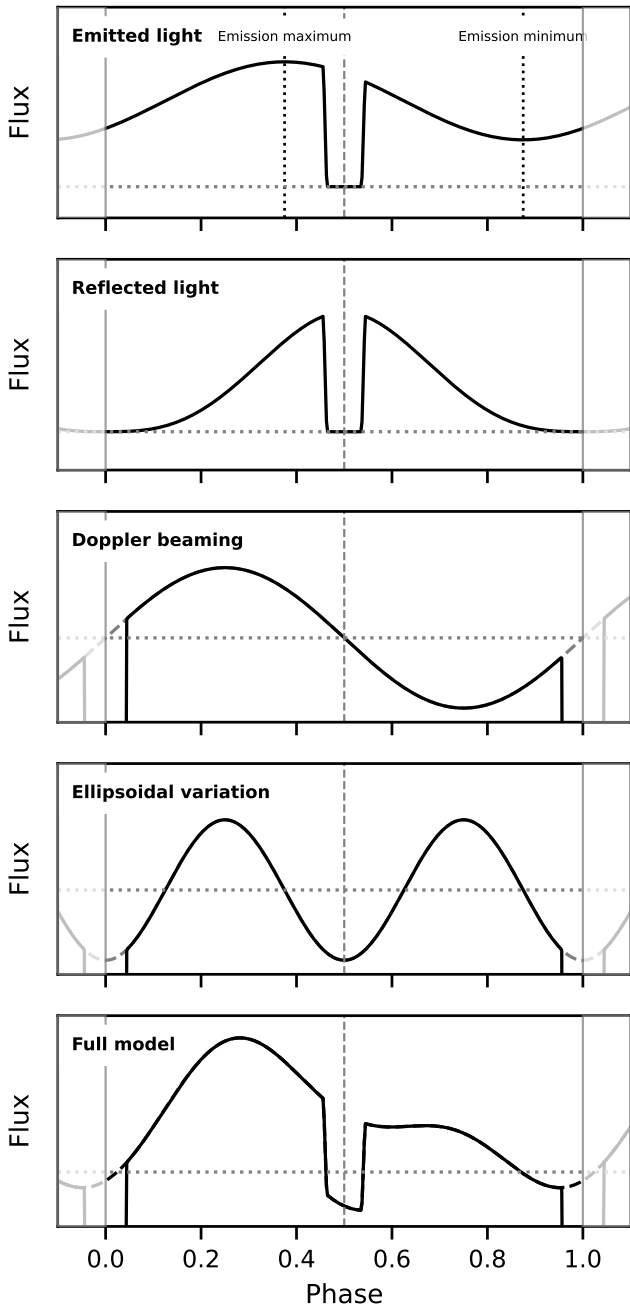 Emitted light Emission maximum Emission minimum
Flux
Reflected light
Flux
Doppler beaming
Flux
Ellipsoidal variation
Flux
Full model
Flux
0.0 0.2 0.4 0.6 0.8 1.0
Phase